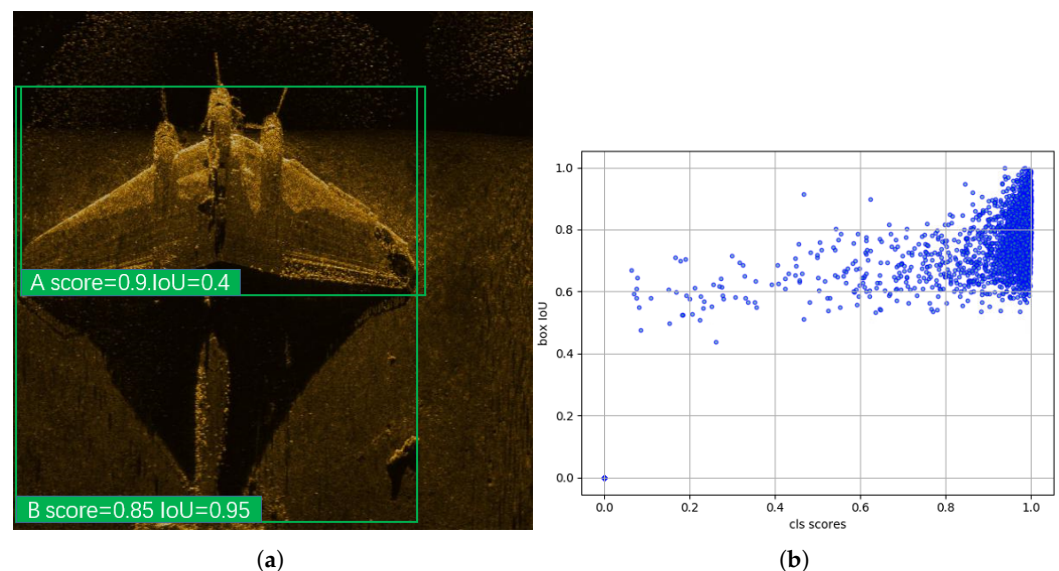 A score=0.9.IoU=0.4
B score=0.85 IoU=0.95
(a)
box IoU
1.0
0.8
0.6
0.4
0.2
0.0
0.0 0.2 0.4 0.6 0.8 1.0
cls scores
(b)